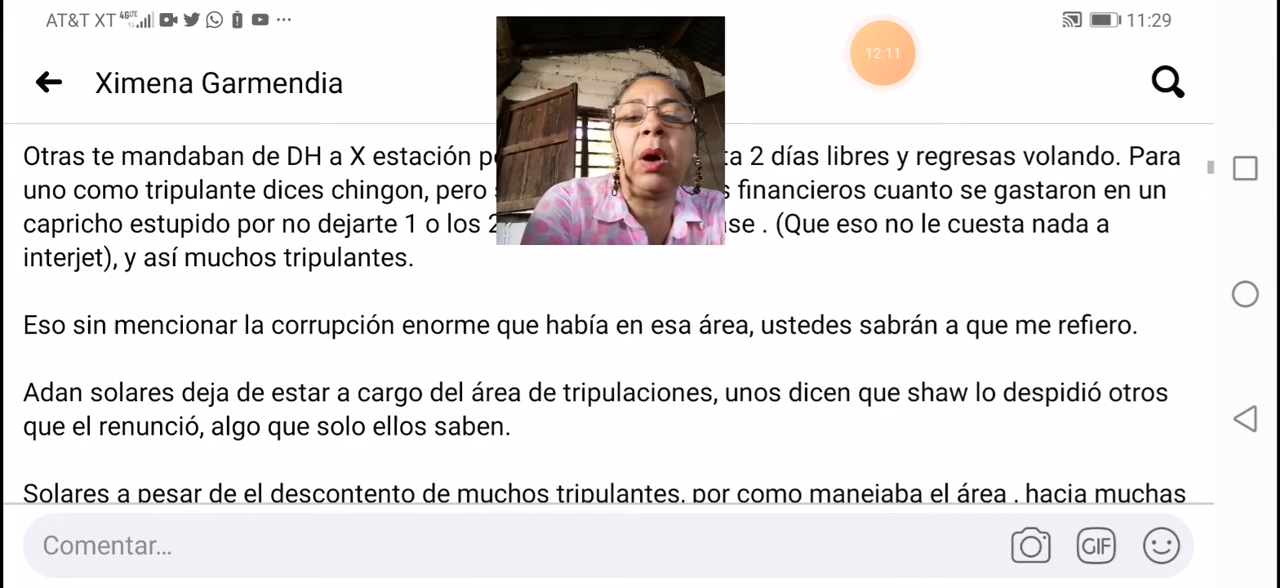 AT&T XT 4G LTE 11:29
12:11
Ximena Garmendia
Otras te mandaban de DH a X estación ta 2 días libres y regresas volando. Para
uno como tripulante dices chingon, pero financieros cuanto se gastaron en un
capricho estupido por no dejarte 1 o los 2 se . (Que eso no le cuesta nada a
interjet), y así muchos tripulantes.
Eso sin mencionar la corrupción enorme que había en esa área, ustedes sabrán a que me refiero.
Adan solares deja de estar a cargo del área de tripulaciones, unos dicen que shaw lo despidió otros
que el renunció, algo que solo ellos saben.
Solares a pesar de el descontento de muchos tripulantes, por como manejaba el área , hacia muchas
Comentar...
GIF